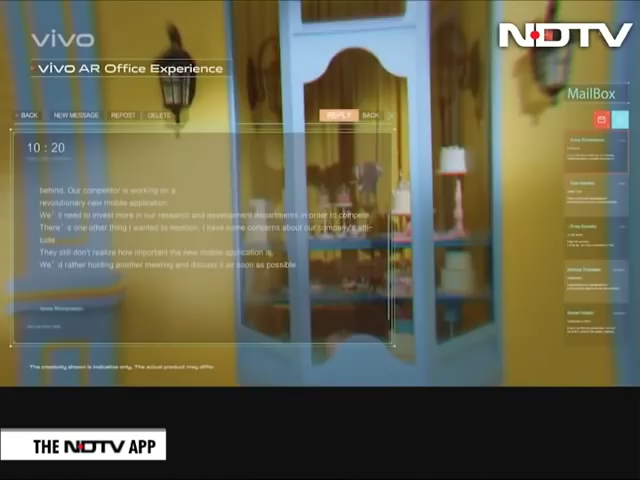 vivo
NDTV
vivo AR Office Experience
MailBox
BACK NEW MESSAGE REPOST DELETE REPLY BACK
10 : 20
behind. Our competitor is working on a
revolutionary new mobile application.
We'll need to invest more in our research and development departments in order to compete.
There's one other thing I wanted to mention. I have some concerns about our company's atti-
tude.
They still don't realize how important the new mobile application is.
We'd rather holding another meeting and discuss it as soon as possible
*The creativity shown is indicative only. The actual product may differ
THE NDTV APP